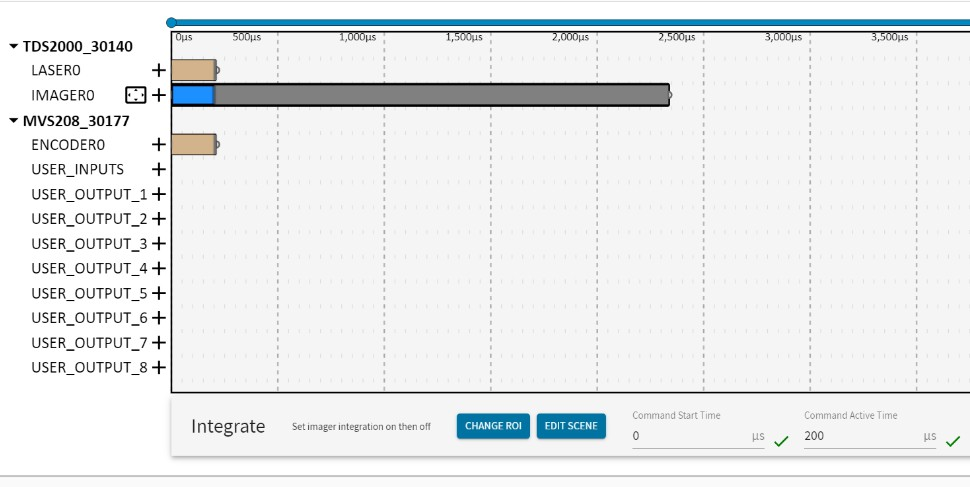 0µs 500µs 1,000µs 1,500µs 2,000µs 2,500µs 3,000µs 3,500µs
TDS2000_30140
LASER0
IMAGER0
MVS208_30177
ENCODER0
USER_INPUTS
USER_OUTPUT_1
USER_OUTPUT_2
USER_OUTPUT_3
USER_OUTPUT_4
USER_OUTPUT_5
USER_OUTPUT_6
USER_OUTPUT_7
USER_OUTPUT_8
Integrate Set imager integration on then off CHANGE ROI EDIT SCENE
Command Start Time
0 µs
Command Active Time
200 µs